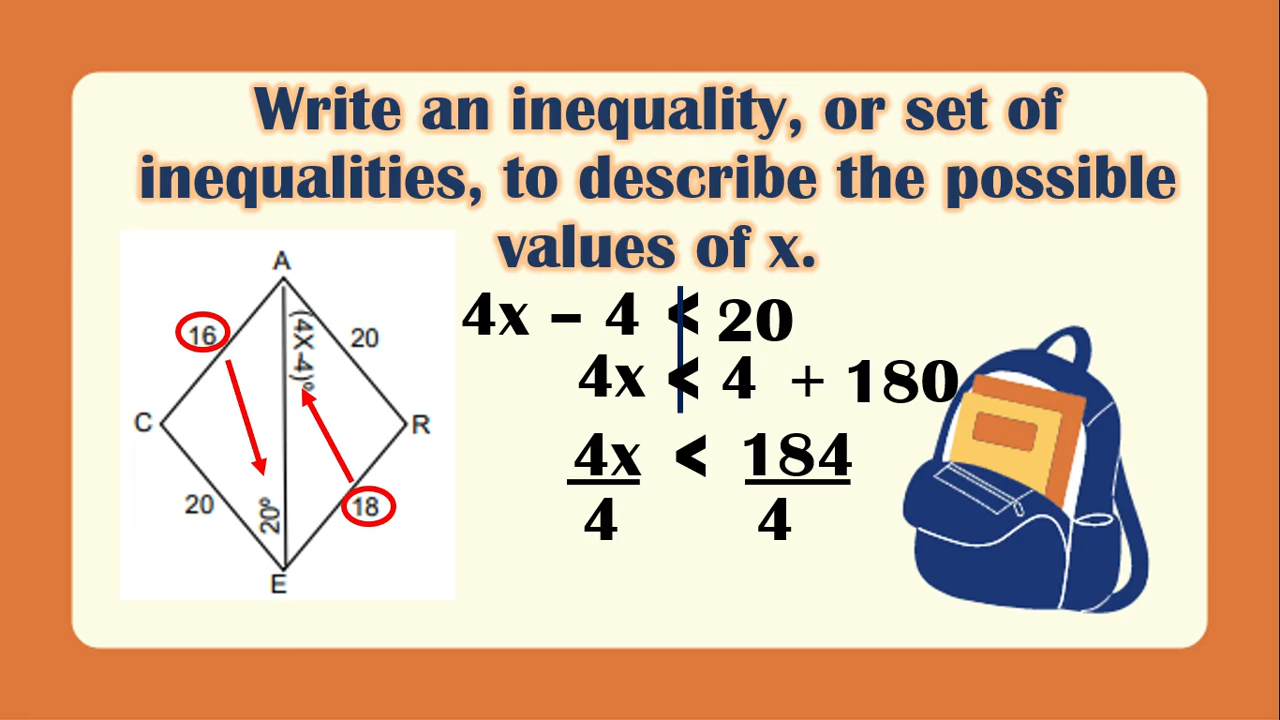 Write an inequality, or set of
inequalities, to describe the possible
values of x.
A
16
(4X-4)º
20
C
R
20
20º
18
E
4x – 4 < 20
4x < 4 + 180
4x < 184
4 4